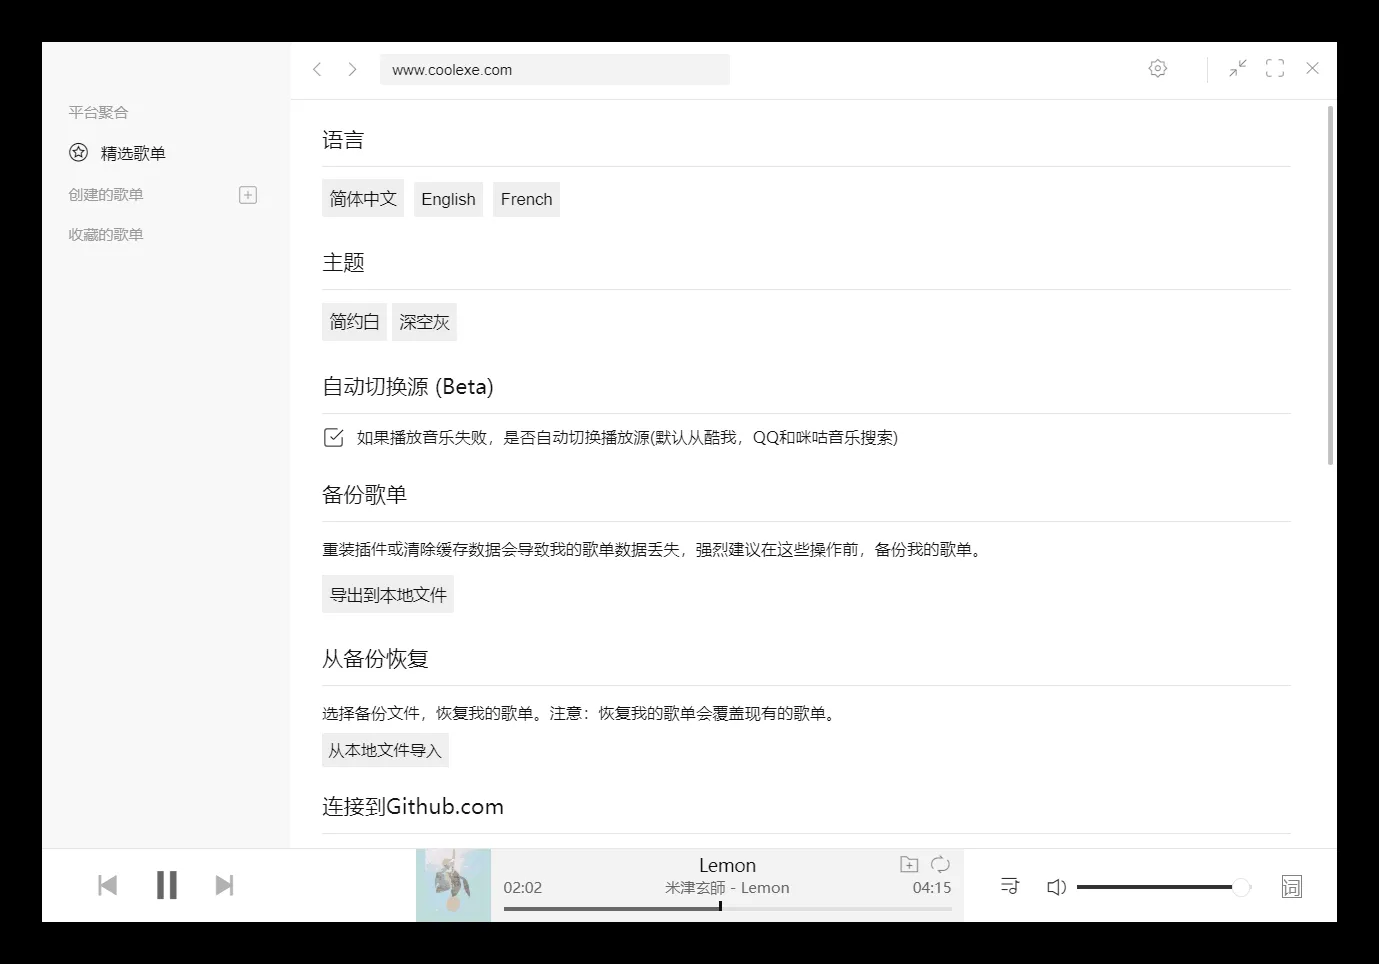 www.coolexe.com
平台聚合
精选歌单
创建的歌单
收藏的歌单
语言
简体中文 English French
主题
简约白 深空灰
自动切换源 (Beta)
如果播放音乐失败，是否自动切换播放源(默认从酷我，QQ和咪咕音乐搜索)
备份歌单
重装插件或清除缓存数据会导致我的歌单数据丢失，强烈建议在这些操作前，备份我的歌单。
导出到本地文件
从备份恢复
选择备份文件，恢复我的歌单。注意：恢复我的歌单会覆盖现有的歌单。
从本地文件导入
连接到Github.com
Lemon
02:02 米津玄師 - Lemon 04:15
词